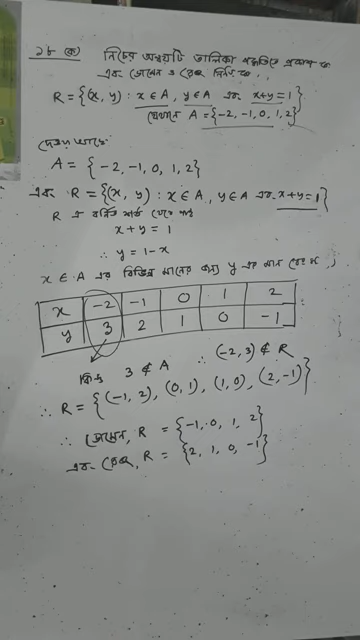 ১৮ (ক) নিচের অন্বয়টি তালিকা পদ্ধতিতে প্রকাশ কর
এবং ডোমেন ও রেঞ্জ নির্ণয় কর,
R = {(x, y) : x ∈ A, y ∈ A এবং x+y=1}
যেখানে A = {-2, -1, 0, 1, 2}
দেওয়া আছে,
A = {-2, -1, 0, 1, 2}
এবং R = {(x, y) : x ∈ A, y ∈ A এবং x+y=1}
R এ বর্ণিত শর্ত থেকে পাই
x + y = 1
∴ y = 1-x
x ∈ A এর বিভিন্ন মানের জন্য y এর মান বের করি,
x -2 -1 0 1 2
y 3 2 1 0 -1
কিন্তু 3 ∉ A ∴ (-2, 3) ∉ R
∴ R = {(-1, 2), (0, 1), (1, 0), (2, -1)}
∴ ডোমেন, R = {-1, 0, 1, 2}
এবং রেঞ্জ, R = {2, 1, 0, -1}